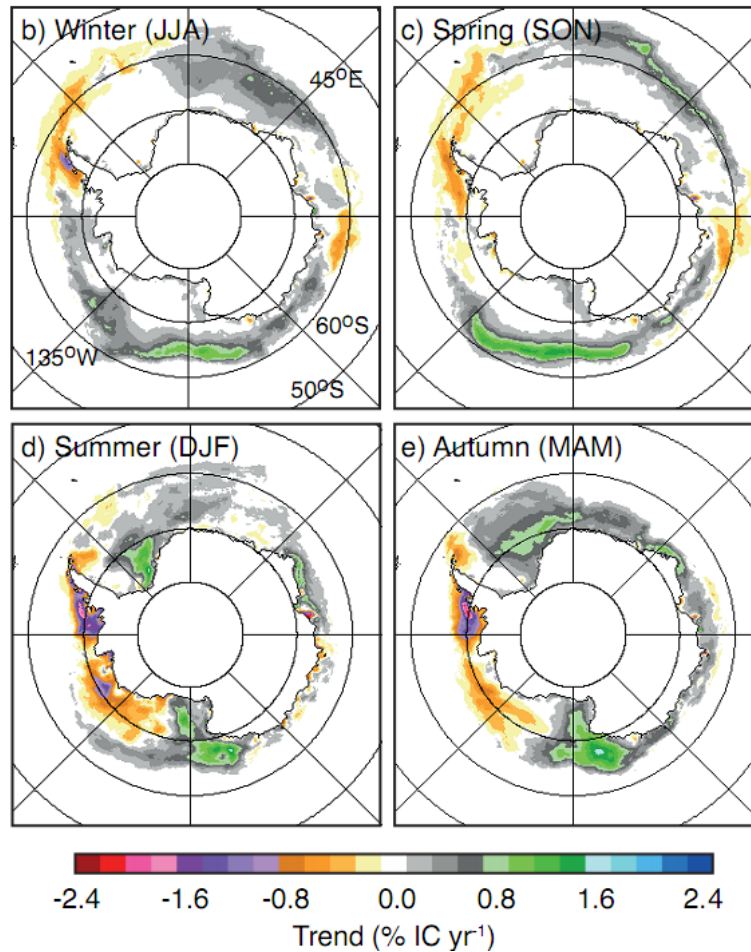 b) Winter (JJA)
c) Spring (SON)
45°E
60°S
135°W
50°S
d) Summer (DJF)
e) Autumn (MAM)
-2.4 -1.6 -0.8 0.0 0.8 1.6 2.4
Trend (% IC yr⁻¹)